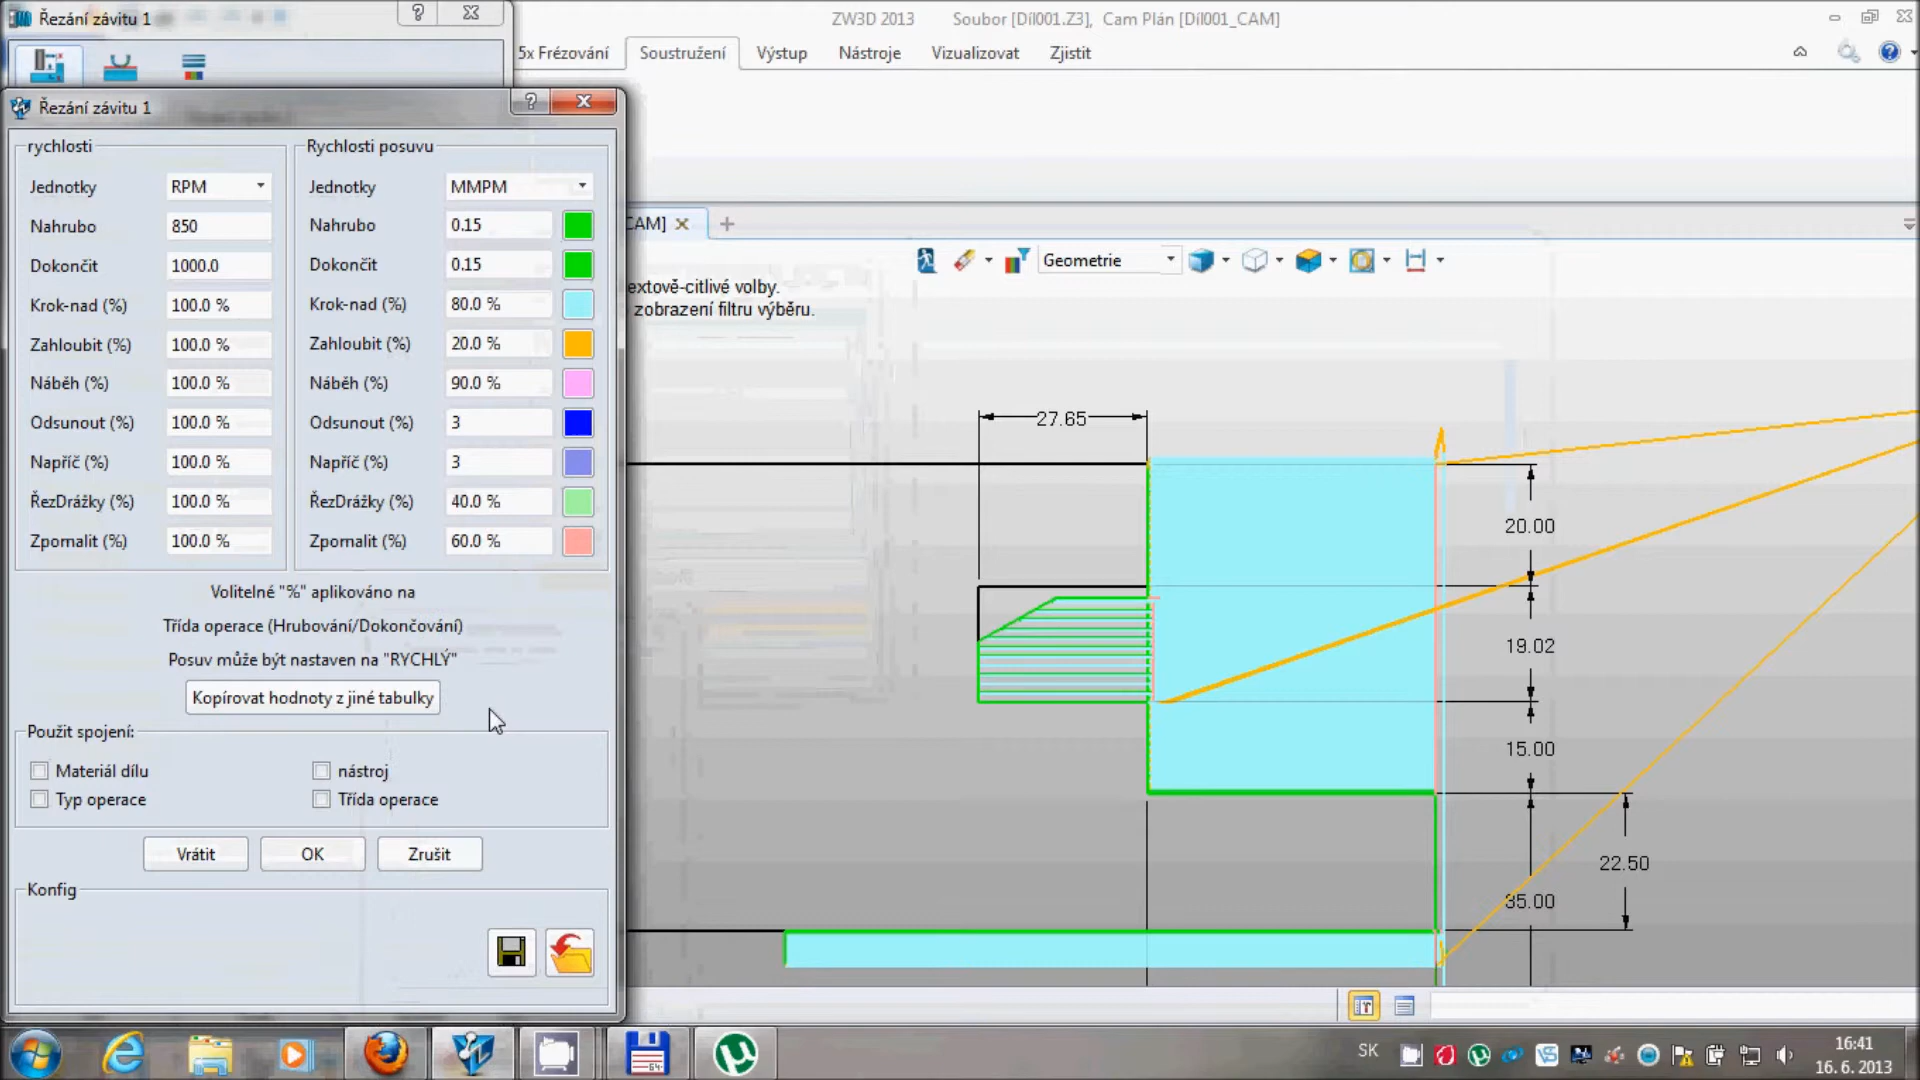 Řezání závitu 1
ZW3D 2013
Soubor [Díl001.Z3], Cam Plán [Díl001_CAM]
5x Frézování
Soustružení
Výstup
Nástroje
Vizualizovat
Zjistit
Řezání závitu 1
rychlosti
Jednotky RPM
Nahrubo 850
Dokončit 1000.0
Krok-nad (%) 100.0 %
Zahloubit (%) 100.0 %
Náběh (%) 100.0 %
Odsunout (%) 100.0 %
Napříč (%) 100.0 %
ŘezDrážky (%) 100.0 %
Zpomalit (%) 100.0 %
Rychlosti posuvu
Jednotky MMPM
Nahrubo 0.15
Dokončit 0.15
Krok-nad (%) 80.0 %
Zahloubit (%) 20.0 %
Náběh (%) 90.0 %
Odsunout (%) 3
Napříč (%) 3
ŘezDrážky (%) 40.0 %
Zpomalit (%) 60.0 %
Volitelné "%" aplikováno na
Třída operace (Hrubování/Dokončování)
Posuv může být nastaven na "RYCHLÝ"
Kopírovat hodnoty z jiné tabulky
Použit spojení:
Materiál dílu
nástroj
Typ operace
Třída operace
Vrátit
OK
Zrušit
Konfig
CAM]
Geometrie
extově-citlivé volby.
zobrazení filtru výběru.
27.65
20.00
19.02
15.00
22.50
35.00
SK
16:41
16. 6. 2013